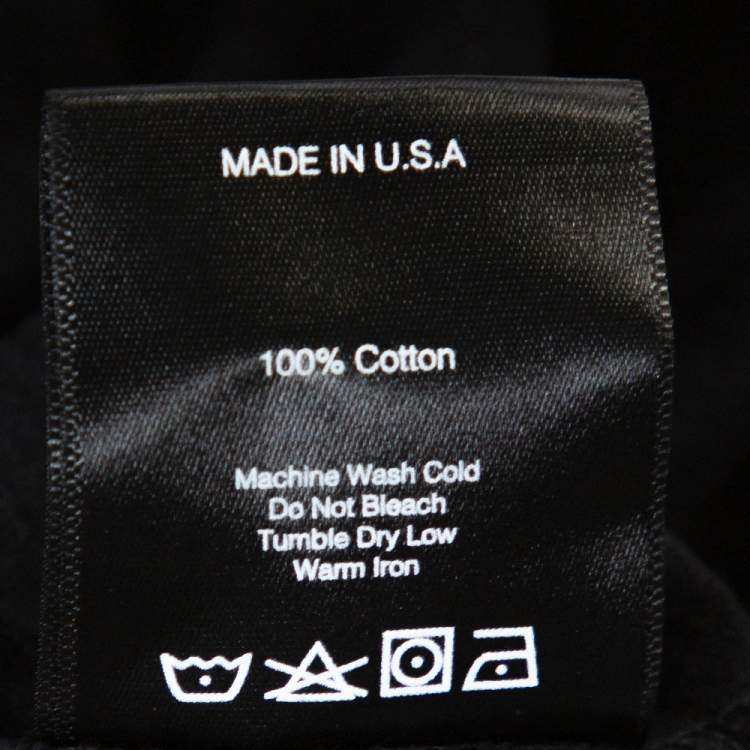 MADE IN U.S.A
100% Cotton
Machine Wash Cold
Do Not Bleach
Tumble Dry Low
Warm Iron